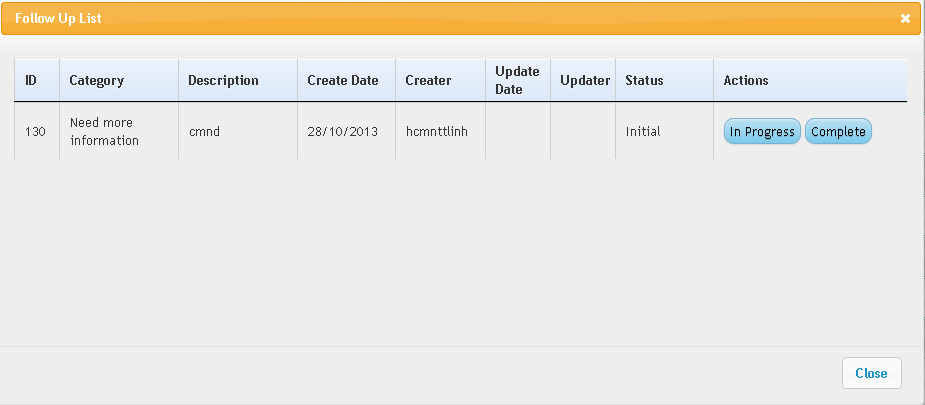 Follow Up List
ID Category Description Create Date Creater Update Date Updater Status Actions
130 Need more information cmnd 28/10/2013 hcmnttlinh Initial In Progress Complete
Close